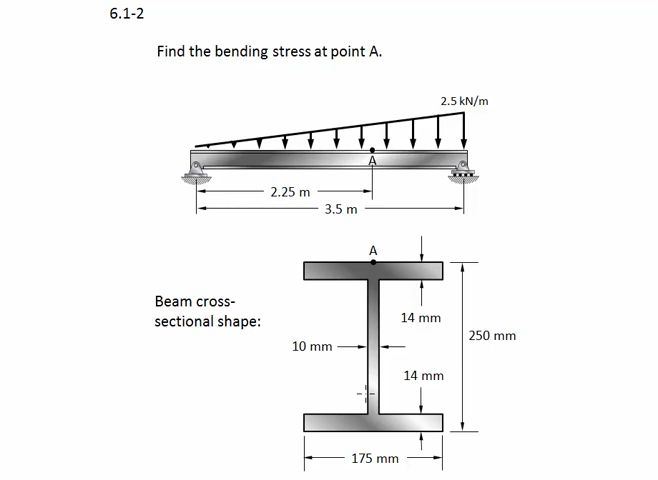 6.1-2
Find the bending stress at point A.
2.5 kN/m
A
2.25 m
3.5 m
A
Beam cross-
sectional shape:
14 mm
250 mm
10 mm
14 mm
175 mm